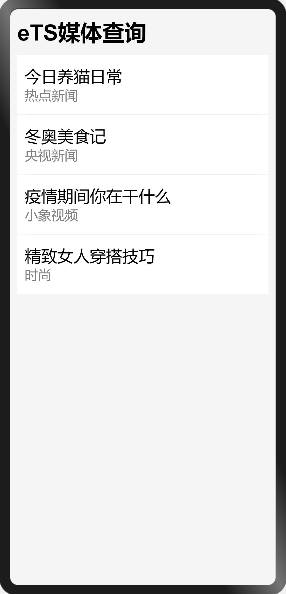 eTS媒体查询
今日养猫日常
热点新闻
冬奥美食记
央视新闻
疫情期间你在干什么
小象视频
精致女人穿搭技巧
时尚